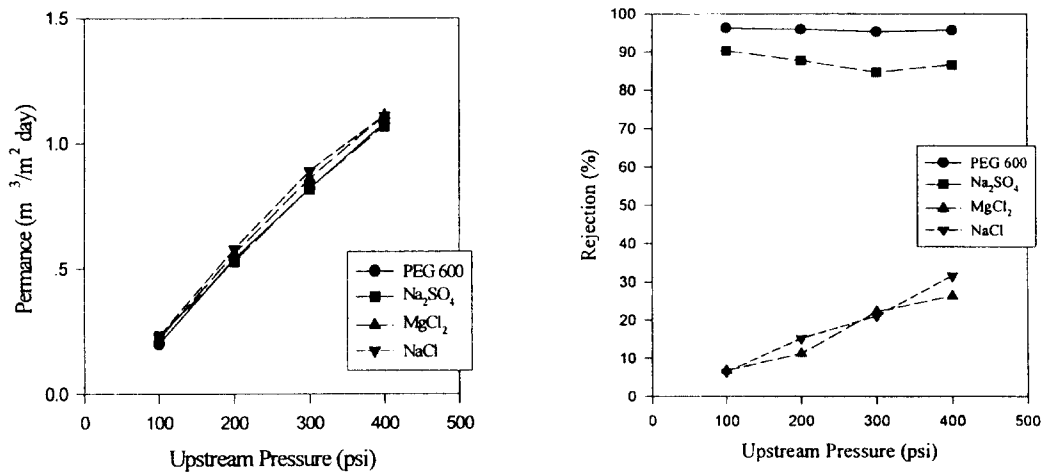 1.5
1.0
.5
0.0
0
100
200
300
400
500
Permance (m ³/m² day)
Upstream Pressure (psi)
PEG 600
Na₂SO₄
MgCl₂
NaCl
100
90
80
70
60
50
40
30
20
10
0
0
100
200
300
400
500
Rejection (%)
Upstream Pressure (psi)
PEG 600
Na₂SO₄
MgCl₂
NaCl